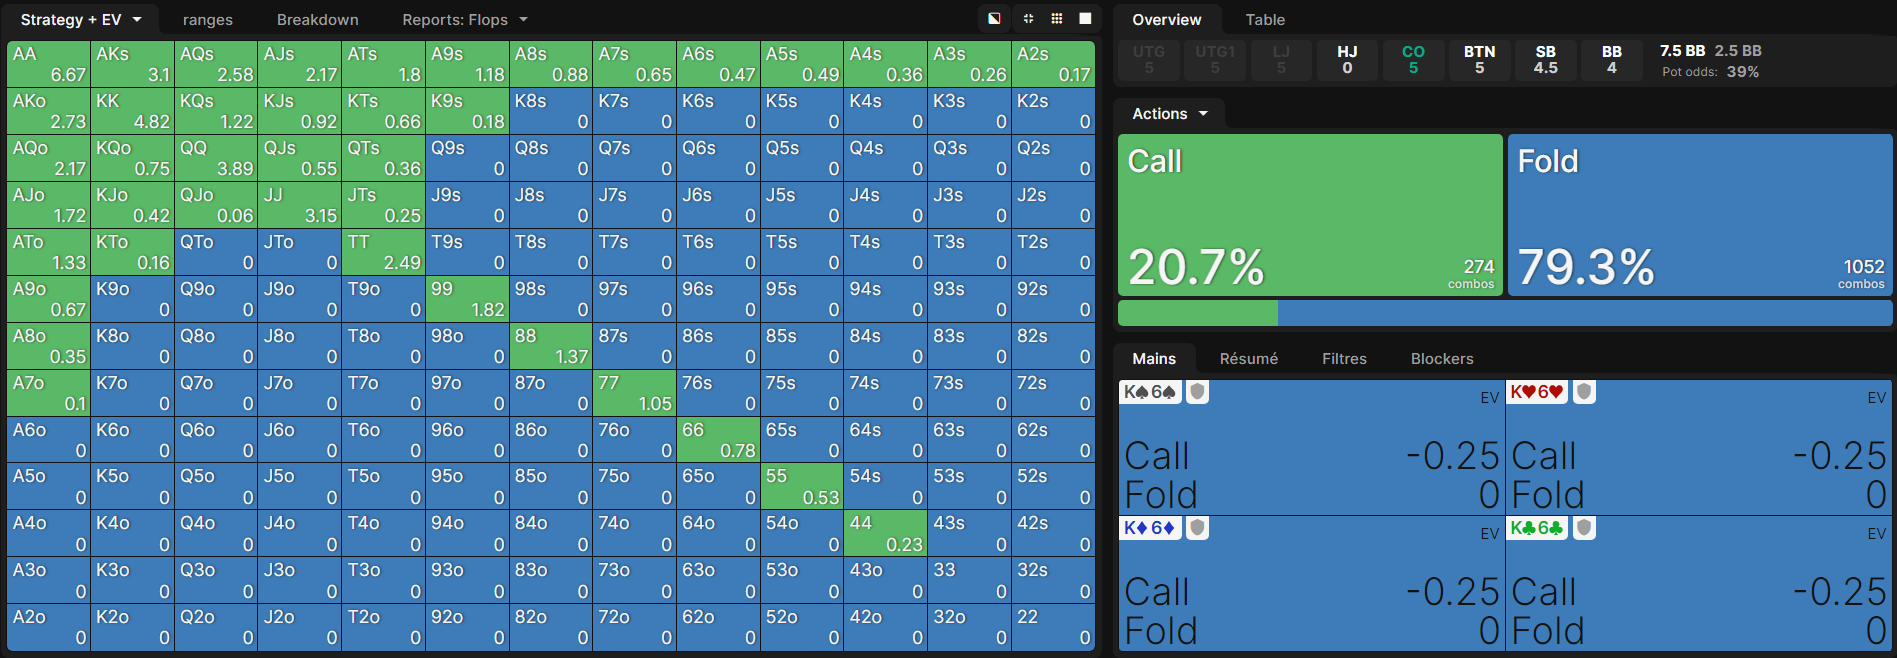 Strategy + EV ranges Breakdown Reports: Flops
AA AKs AQs AJs ATs A9s A8s A7s A6s A5s A4s A3s A2s
6.67 3.1 2.58 2.17 1.8 1.18 0.88 0.65 0.47 0.49 0.36 0.26 0.17
AKo KK KQs KJs KTs K9s K8s K7s K6s K5s K4s K3s K2s
2.73 4.82 1.22 0.92 0.66 0.18 0 0 0 0 0 0 0
AQo KQo QQ QJs QTs Q9s Q8s Q7s Q6s Q5s Q4s Q3s Q2s
2.17 0.75 3.89 0.55 0.36 0 0 0 0 0 0 0 0
AJo KJo QJo JJ JTs J9s J8s J7s J6s J5s J4s J3s J2s
1.72 0.42 0.06 3.15 0.25 0 0 0 0 0 0 0 0
ATo KTo QTo JTo TT T9s T8s T7s T6s T5s T4s T3s T2s
1.33 0.16 0 0 2.49 0 0 0 0 0 0 0 0
A9o K9o Q9o J9o T9o 99 98s 97s 96s 95s 94s 93s 92s
0.67 0 0 0 0 1.82 0 0 0 0 0 0 0
A8o K8o Q8o J8o T8o 98o 88 87s 86s 85s 84s 83s 82s
0.35 0 0 0 0 0 1.37 0 0 0 0 0 0
A7o K7o Q7o J7o T7o 97o 87o 77 76s 75s 74s 73s 72s
0.1 0 0 0 0 0 0 1.05 0 0 0 0 0
A6o K6o Q6o J6o T6o 96o 86o 76o 66 65s 64s 63s 62s
0 0 0 0 0 0 0 0 0.78 0 0 0 0
A5o K5o Q5o J5o T5o 95o 85o 75o 65o 55 54s 53s 52s
0 0 0 0 0 0 0 0 0 0.53 0 0 0
A4o K4o Q4o J4o T4o 94o 84o 74o 64o 54o 44 43s 42s
0 0 0 0 0 0 0 0 0 0 0.23 0 0
A3o K3o Q3o J3o T3o 93o 83o 73o 63o 53o 43o 33 32s
0 0 0 0 0 0 0 0 0 0 0 0 0
A2o K2o Q2o J2o T2o 92o 82o 72o 62o 52o 42o 32o 22
0 0 0 0 0 0 0 0 0 0 0 0 0
Overview Table
UTG UTG1 LJ HJ CO BTN SB BB 7.5 BB 2.5 BB
5 5 5 0 5 5 4.5 4 Pot odds: 39%
Actions
Call Fold
20.7% 274 combos 79.3% 1052 combos
Mains Résumé Filtres Blockers
K♠6♠ EV K♥6♥ EV
Call -0.25 Call -0.25
Fold 0 Fold 0
K♦6♦ EV K♣6♣ EV
Call -0.25 Call -0.25
Fold 0 Fold 0